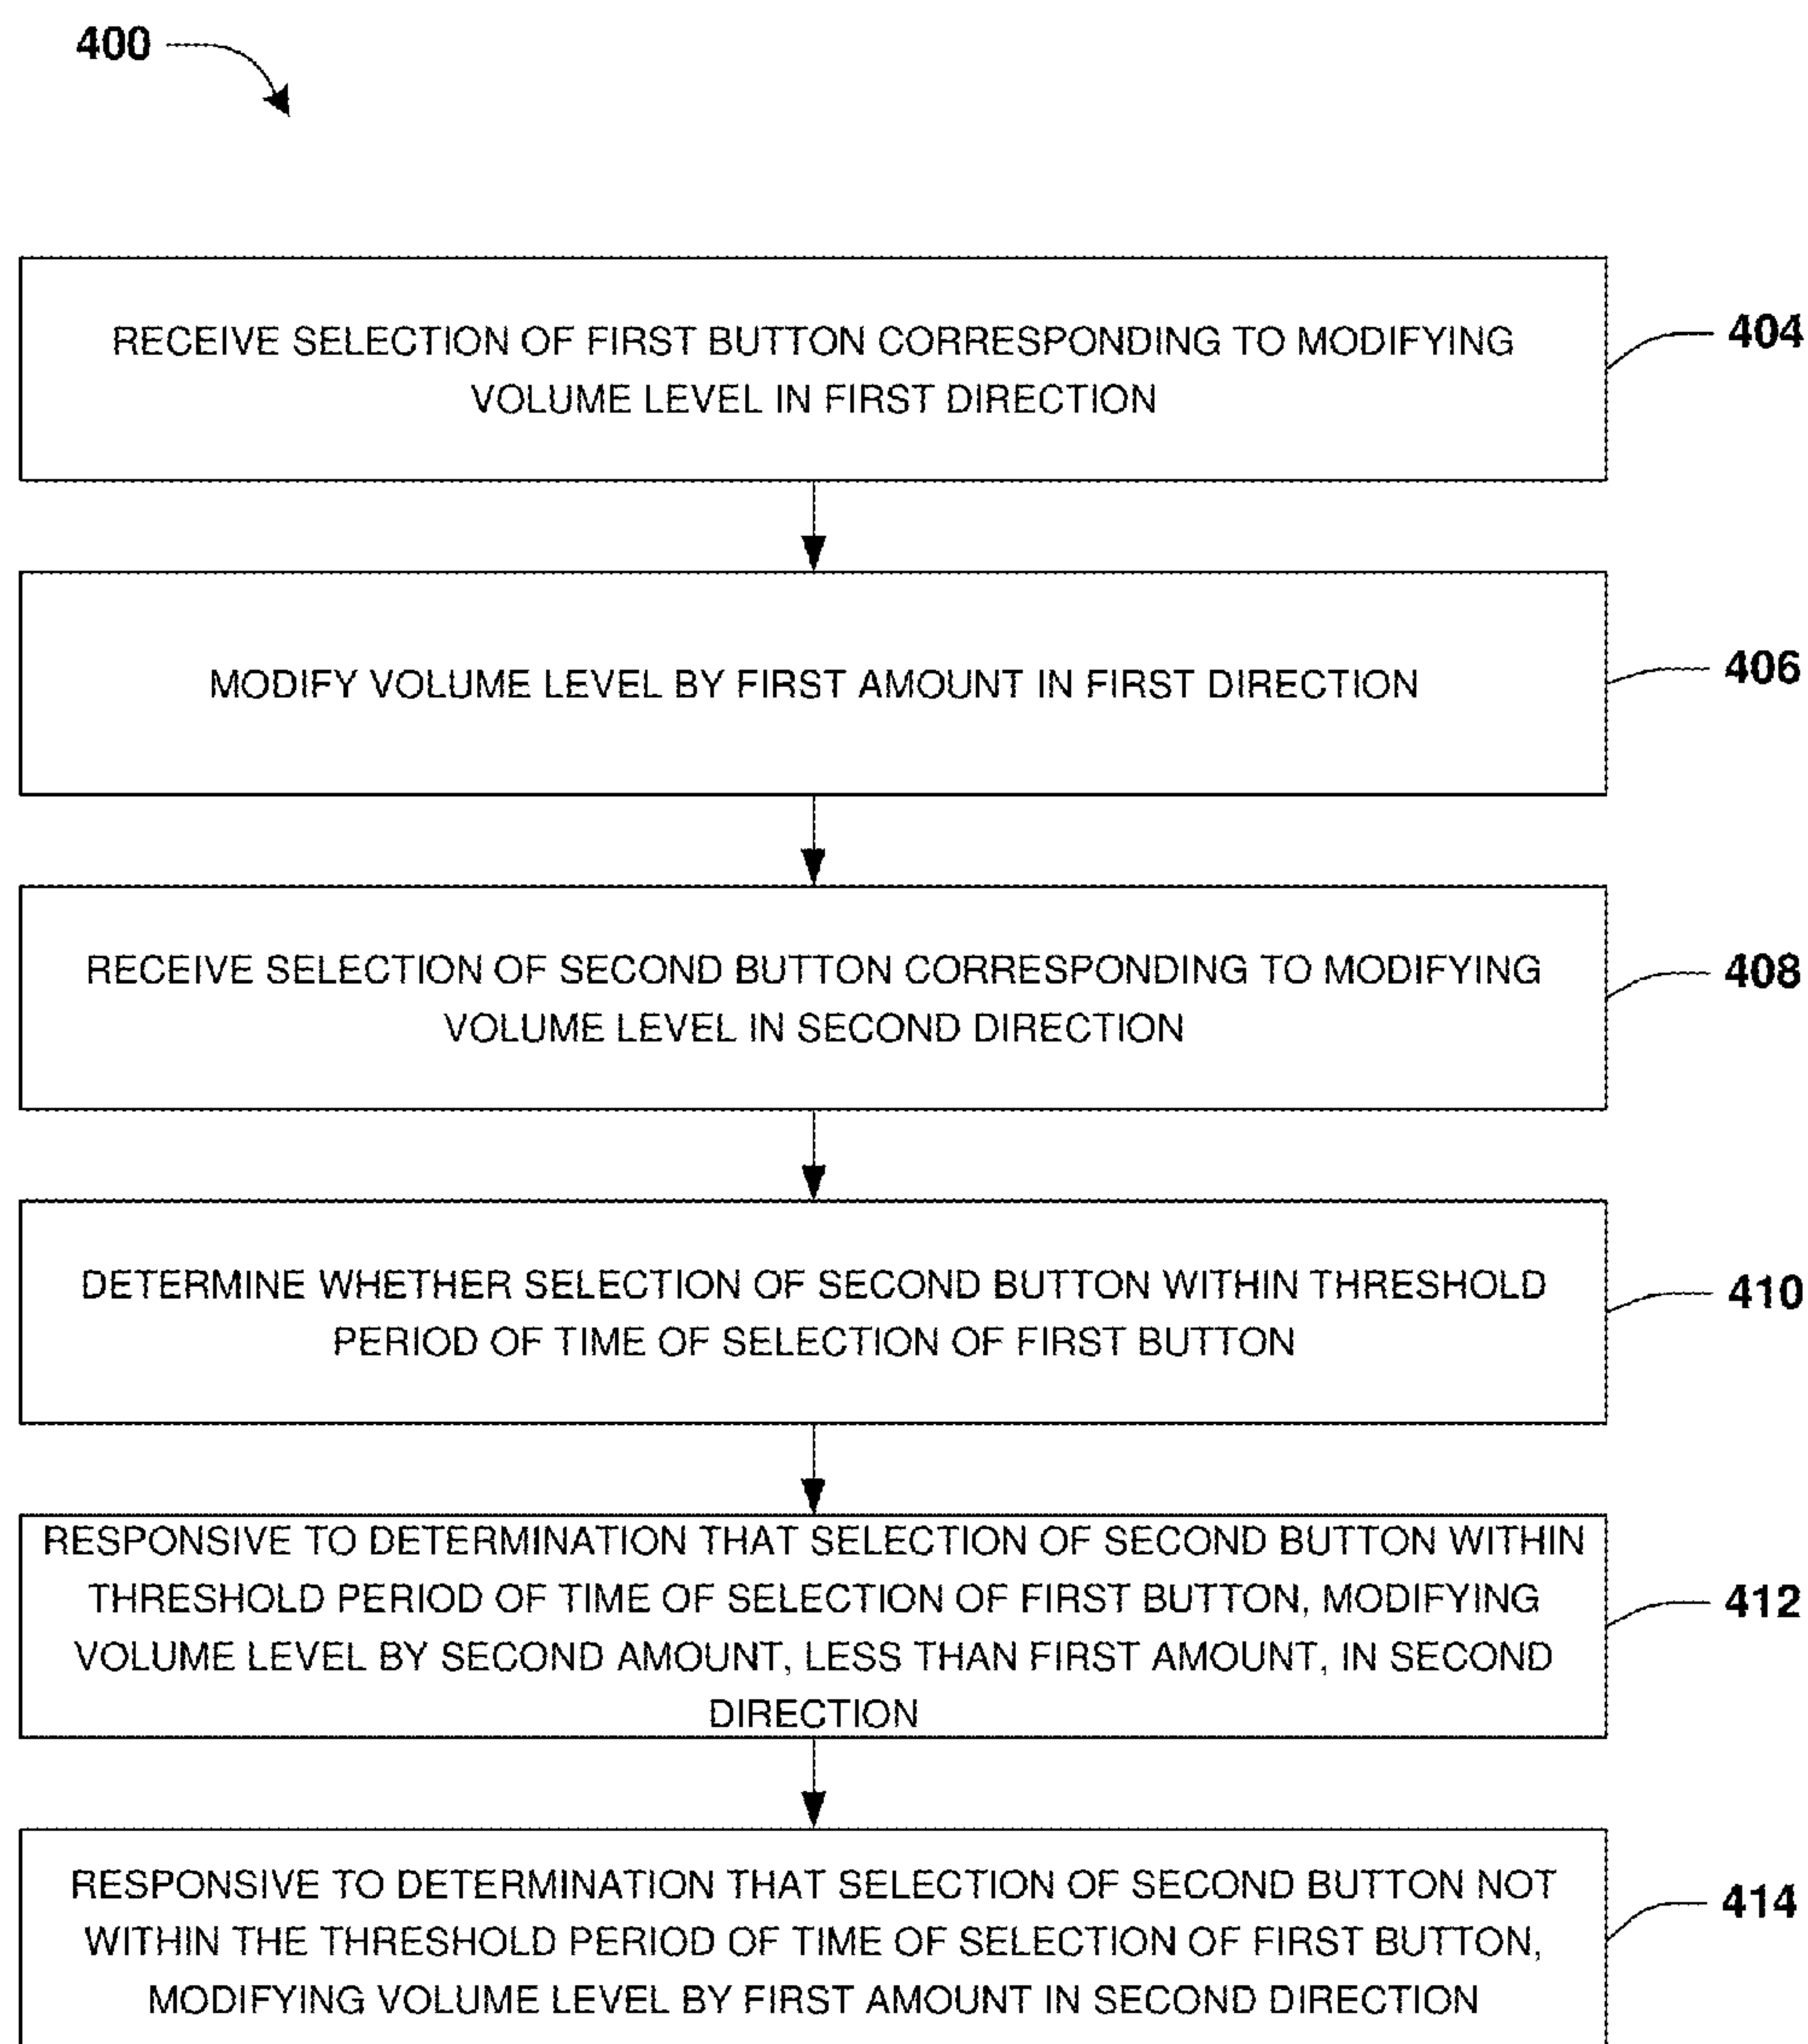 400
RECEIVE SELECTION OF FIRST BUTTON CORRESPONDING TO MODIFYING
VOLUME LEVEL IN FIRST DIRECTION
404
MODIFY VOLUME LEVEL BY FIRST AMOUNT IN FIRST DIRECTION
406
RECEIVE SELECTION OF SECOND BUTTON CORRESPONDING TO MODIFYING
VOLUME LEVEL IN SECOND DIRECTION
408
DETERMINE WHETHER SELECTION OF SECOND BUTTON WITHIN THRESHOLD
PERIOD OF TIME OF SELECTION OF FIRST BUTTON
410
RESPONSIVE TO DETERMINATION THAT SELECTION OF SECOND BUTTON WITHIN
THRESHOLD PERIOD OF TIME OF SELECTION OF FIRST BUTTON, MODIFYING
VOLUME LEVEL BY SECOND AMOUNT, LESS THAN FIRST AMOUNT, IN SECOND
DIRECTION
412
RESPONSIVE TO DETERMINATION THAT SELECTION OF SECOND BUTTON NOT
WITHIN THE THRESHOLD PERIOD OF TIME OF SELECTION OF FIRST BUTTON,
MODIFYING VOLUME LEVEL BY FIRST AMOUNT IN SECOND DIRECTION
414